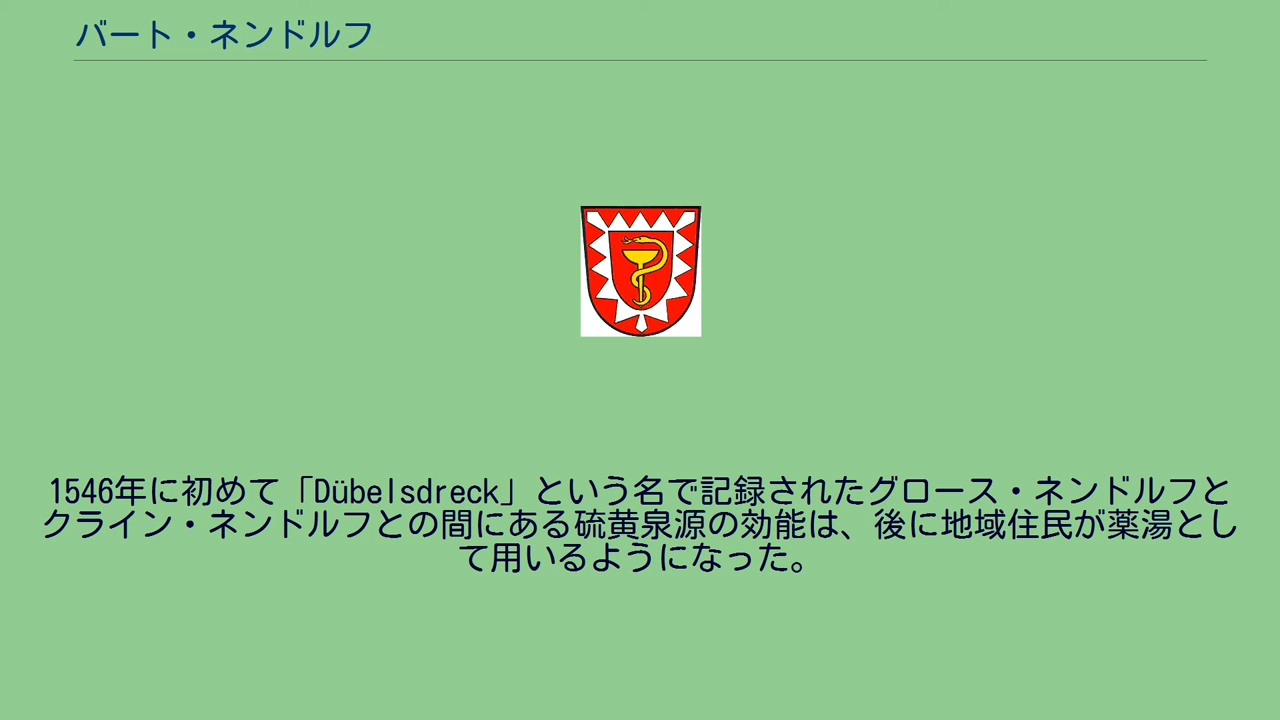 バート・ネンドルフ
1546年に初めて「Dübelsdreck」という名で記録されたグロース・ネンドルフと
クライン・ネンドルフとの間にある硫黄泉源の効能は、後に地域住民が薬湯とし
て用いるようになった。